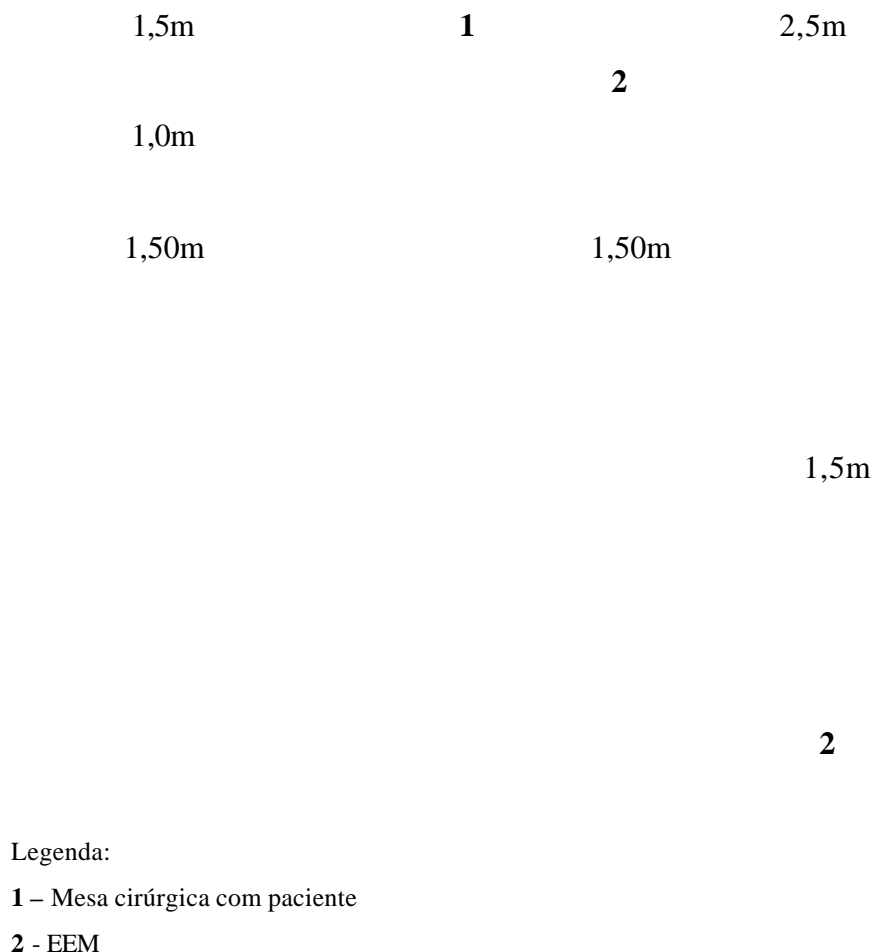 1,5m 1 2,5m
2
1,0m
1,50m 1,50m
1,5m
2
Legenda:
1 – Mesa cirúrgica com paciente
2 - EEM